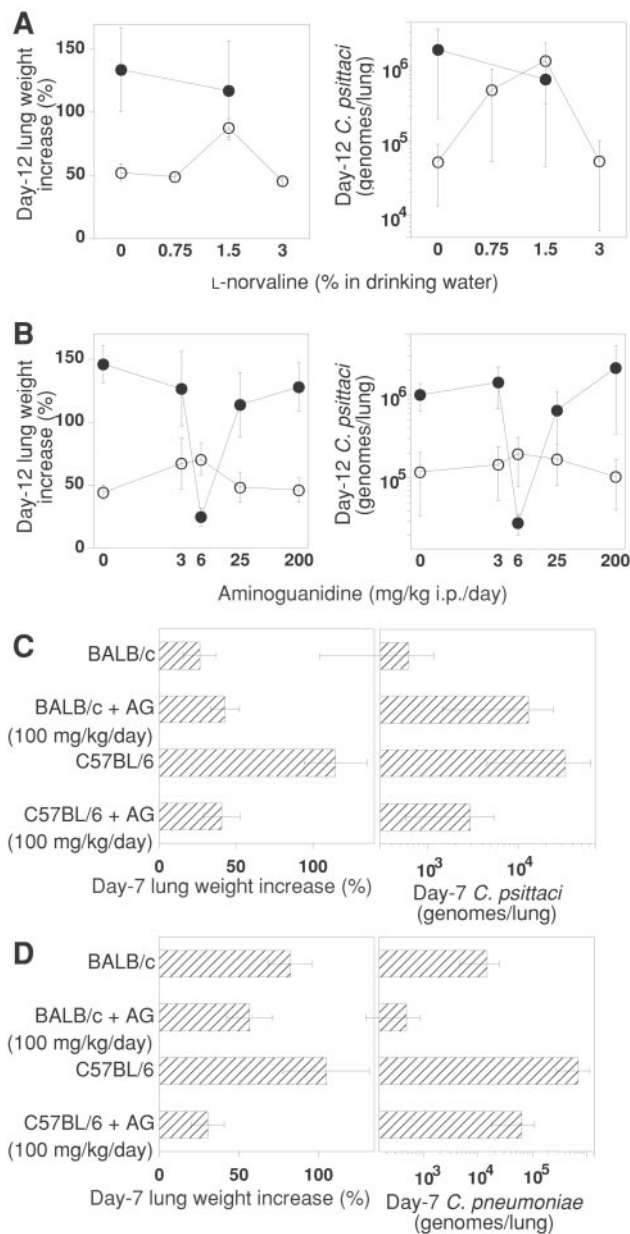 A
Day-12 lung weight
increase (%)
150
100
50
0
0 0.75 1.5 3
Day-12 C. psittaci
(genomes/lung)
10^6
10^5
10^4
0 0.75 1.5 3
L-norvaline (% in drinking water)
B
Day-12 lung weight
increase (%)
150
100
50
0
0 3 6 25 200
Day-12 C. psittaci
(genomes/lung)
10^6
10^5
0 3 6 25 200
Aminoguanidine (mg/kg i.p./day)
C
BALB/c
BALB/c + AG
(100 mg/kg/day)
C57BL/6
C57BL/6 + AG
(100 mg/kg/day)
0 50 100
Day-7 lung weight increase (%)
10^3 10^4
Day-7 C. psittaci
(genomes/lung)
D
BALB/c
BALB/c + AG
(100 mg/kg/day)
C57BL/6
C57BL/6 + AG
(100 mg/kg/day)
0 50 100
Day-7 lung weight increase (%)
10^3 10^4 10^5
Day-7 C. pneumoniae
(genomes/lung)